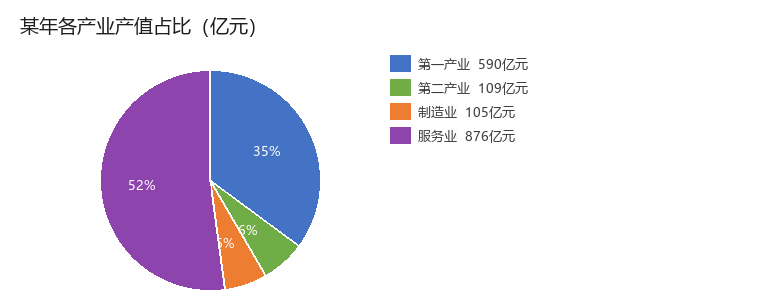 某年各产业产值占比（亿元）
第一产业 590亿元
第二产业 109亿元
制造业 105亿元
服务业 876亿元
35%
52%
6%
6%